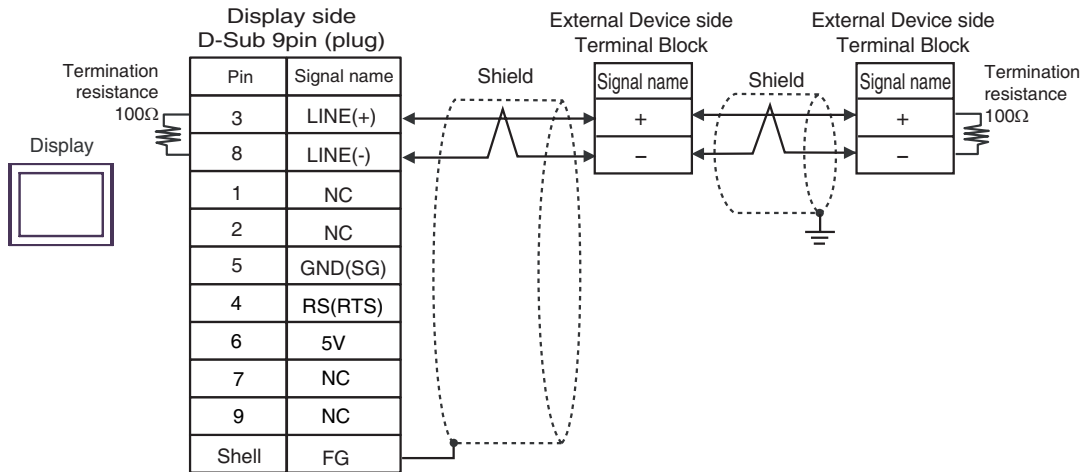 Display side
D-Sub 9pin (plug)
External Device side
Terminal Block
External Device side
Terminal Block
Termination
resistance
100Ω
Display
Pin Signal name
3 LINE(+)
8 LINE(-)
1 NC
2 NC
5 GND(SG)
4 RS(RTS)
6 5V
7 NC
9 NC
Shell FG
Shield
Signal name
+
–
Shield
Signal name
+
–
Termination
resistance
100Ω